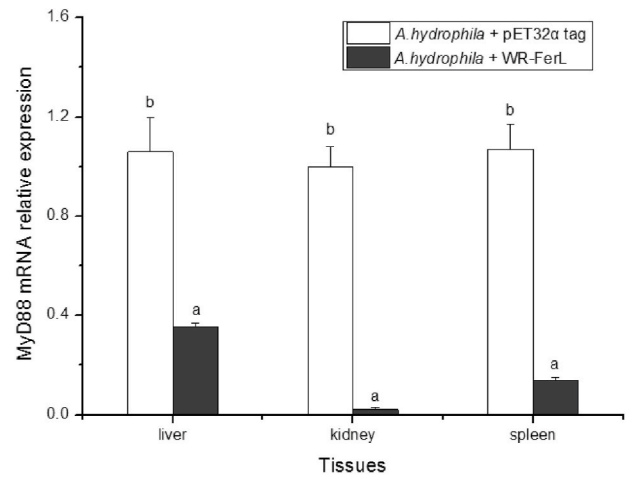 1.6
A.hydrophila + pET32α tag
A.hydrophila + WR-FerL
MyD88 mRNA relative expression
1.2
0.8
0.4
0.0
b
a
b
a
b
a
liver
kidney
spleen
Tissues